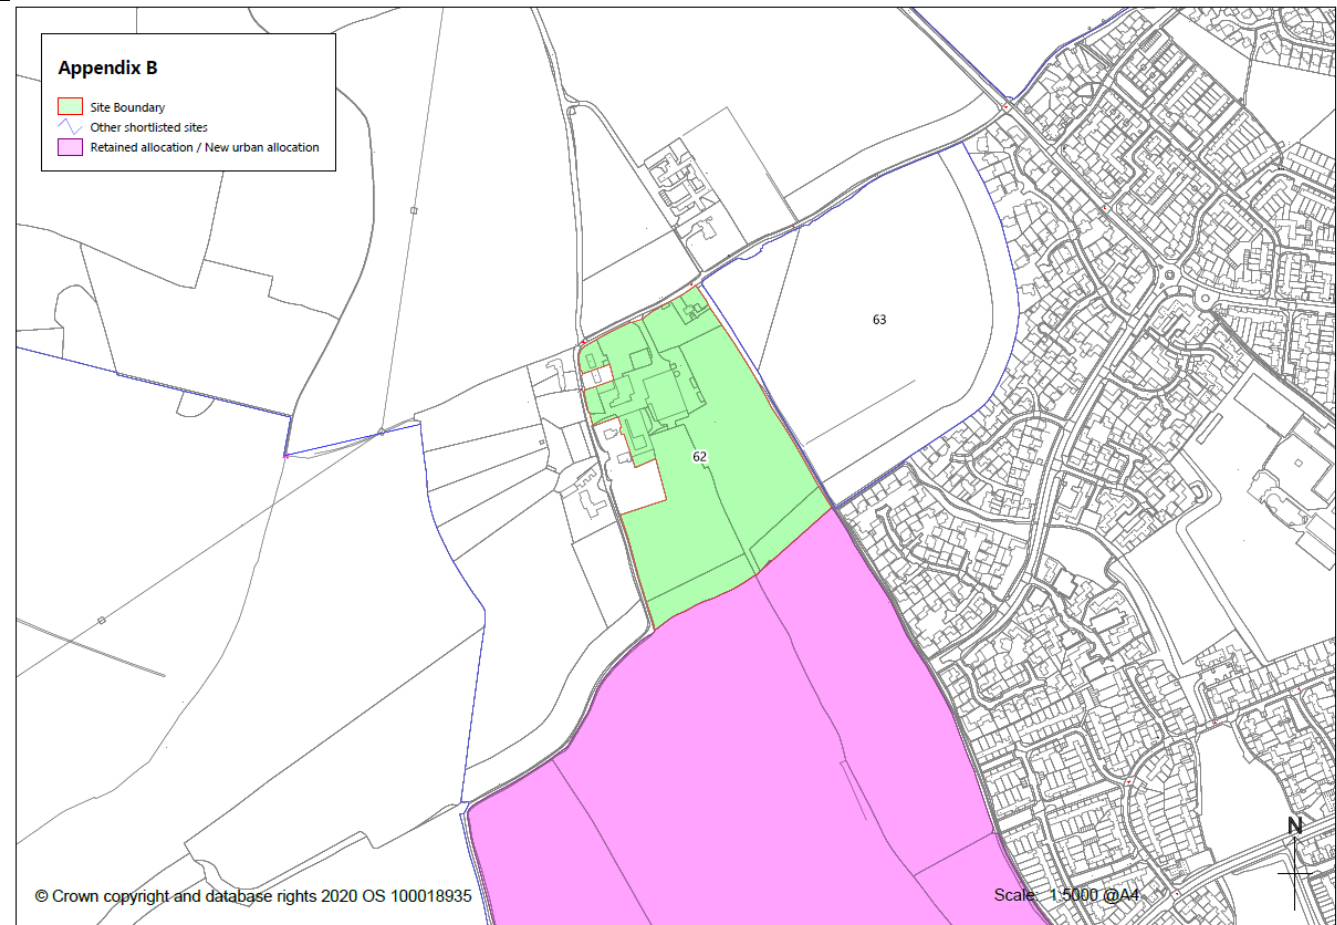 Appendix B
Site Boundary
Other shortlisted sites
Retained allocation / New urban allocation
63
62
N
© Crown copyright and database rights 2020 OS 100018935
Scale: 1:5000 @A4